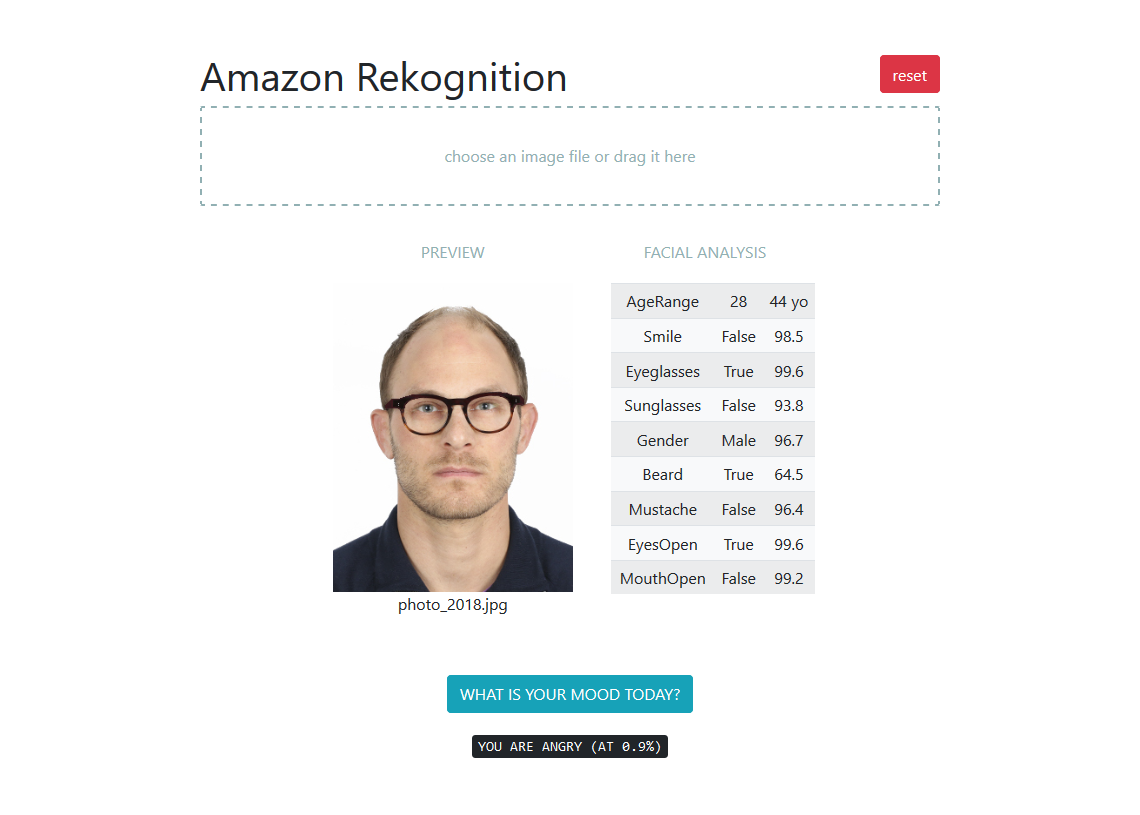 Amazon Rekognition
reset
choose an image file or drag it here
PREVIEW
FACIAL ANALYSIS
AgeRange 28 44 yo
Smile False 98.5
Eyeglasses True 99.6
Sunglasses False 93.8
Gender Male 96.7
Beard True 64.5
Mustache False 96.4
EyesOpen True 99.6
MouthOpen False 99.2
photo_2018.jpg
WHAT IS YOUR MOOD TODAY?
YOU ARE ANGRY (AT 0.9%)